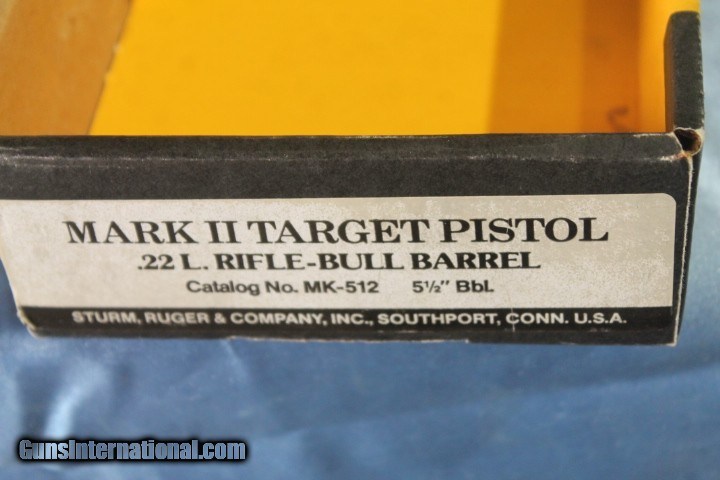 MARK II TARGET PISTOL
.22 L. RIFLE-BULL BARREL
Catalog No. MK-512 5½" Bbl.
STURM, RUGER & COMPANY, INC., SOUTHPORT, CONN. U.S.A.
GunsInternational.com